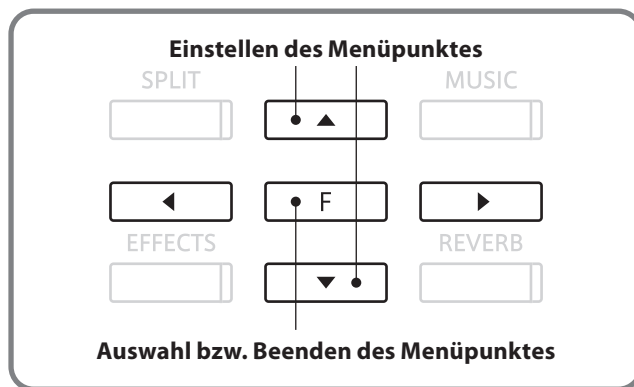 Einstellen des Menüpunktes
SPLIT MUSIC
F
EFFECTS REVERB
Auswahl bzw. Beenden des Menüpunktes